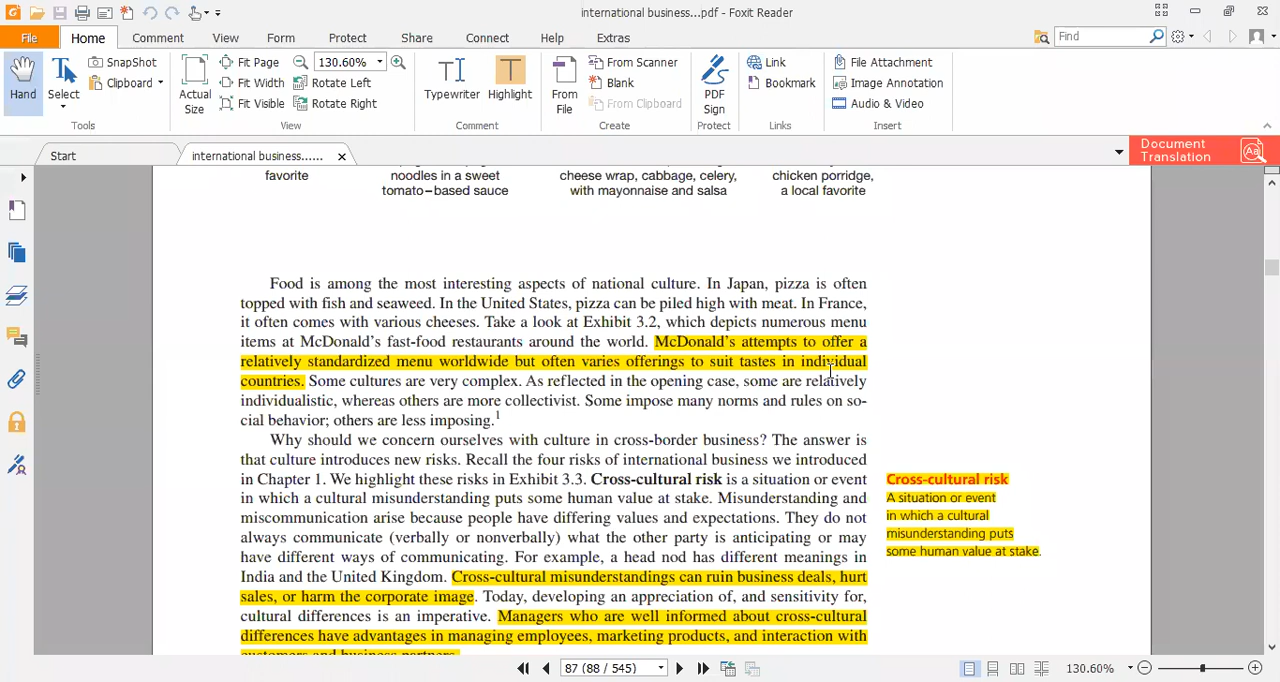 international business...pdf - Foxit Reader
File Home Comment View Form Protect Share Connect Help Extras
Find
Hand
Select
SnapShot
Clipboard
Tools
Actual
Size
Fit Page
Fit Width
Fit Visible
130.60%
Rotate Left
Rotate Right
View
Typewriter
Highlight
Comment
From
File
From Scanner
Blank
From Clipboard
Create
PDF
Sign
Protect
Link
Bookmark
Links
File Attachment
Image Annotation
Audio & Video
Insert
Start
international business......
Document
Translation
favorite
noodles in a sweet
tomato–based sauce
cheese wrap, cabbage, celery,
with mayonnaise and salsa
chicken porridge,
a local favorite
Food is among the most interesting aspects of national culture. In Japan, pizza is often
topped with fish and seaweed. In the United States, pizza can be piled high with meat. In France,
it often comes with various cheeses. Take a look at Exhibit 3.2, which depicts numerous menu
items at McDonald's fast-food restaurants around the world. McDonald's attempts to offer a
relatively standardized menu worldwide but often varies offerings to suit tastes in individual
countries. Some cultures are very complex. As reflected in the opening case, some are relatively
individualistic, whereas others are more collectivist. Some impose many norms and rules on so-
cial behavior; others are less imposing.1
Why should we concern ourselves with culture in cross-border business? The answer is
that culture introduces new risks. Recall the four risks of international business we introduced
in Chapter 1. We highlight these risks in Exhibit 3.3. Cross-cultural risk is a situation or event
in which a cultural misunderstanding puts some human value at stake. Misunderstanding and
miscommunication arise because people have differing values and expectations. They do not
always communicate (verbally or nonverbally) what the other party is anticipating or may
have different ways of communicating. For example, a head nod has different meanings in
India and the United Kingdom. Cross-cultural misunderstandings can ruin business deals, hurt
sales, or harm the corporate image. Today, developing an appreciation of, and sensitivity for,
cultural differences is an imperative. Managers who are well informed about cross-cultural
differences have advantages in managing employees, marketing products, and interaction with
customers and business partners.
Cross-cultural risk
A situation or event
in which a cultural
misunderstanding puts
some human value at stake.
87 (88 / 545)
130.60%